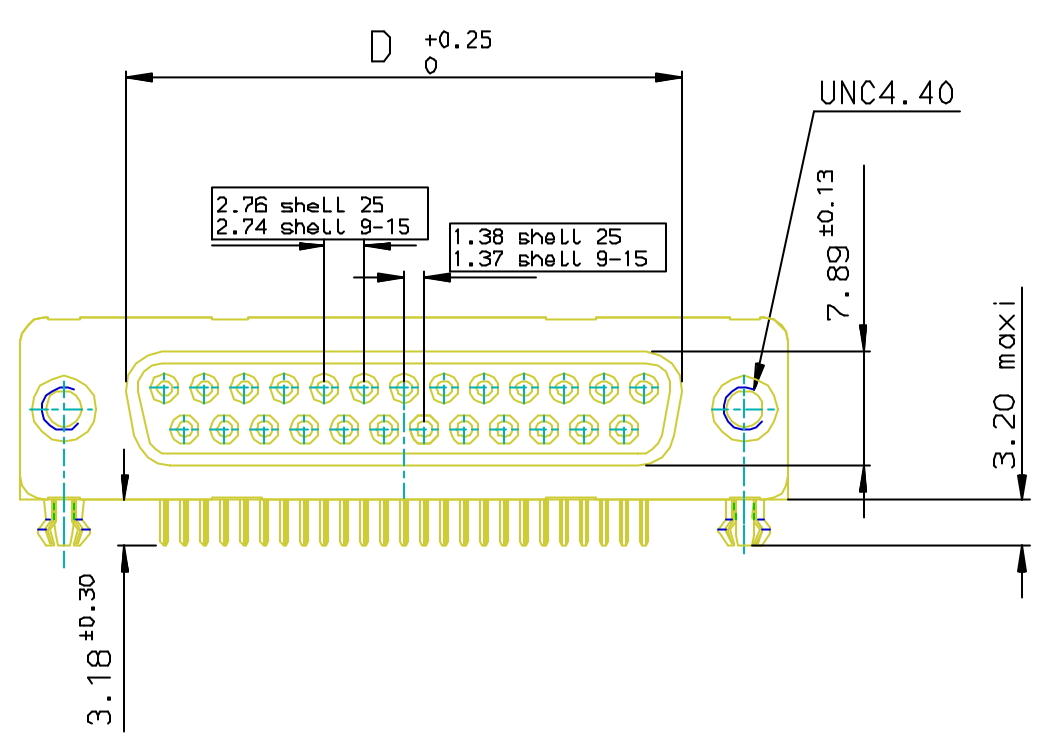 D +0.25
0
UNC4.40
2.76 shell 25
2.74 shell 9-15
1.38 shell 25
1.37 shell 9-15
7.89 ±0.13
3.20 maxi
3.18 ±0.30